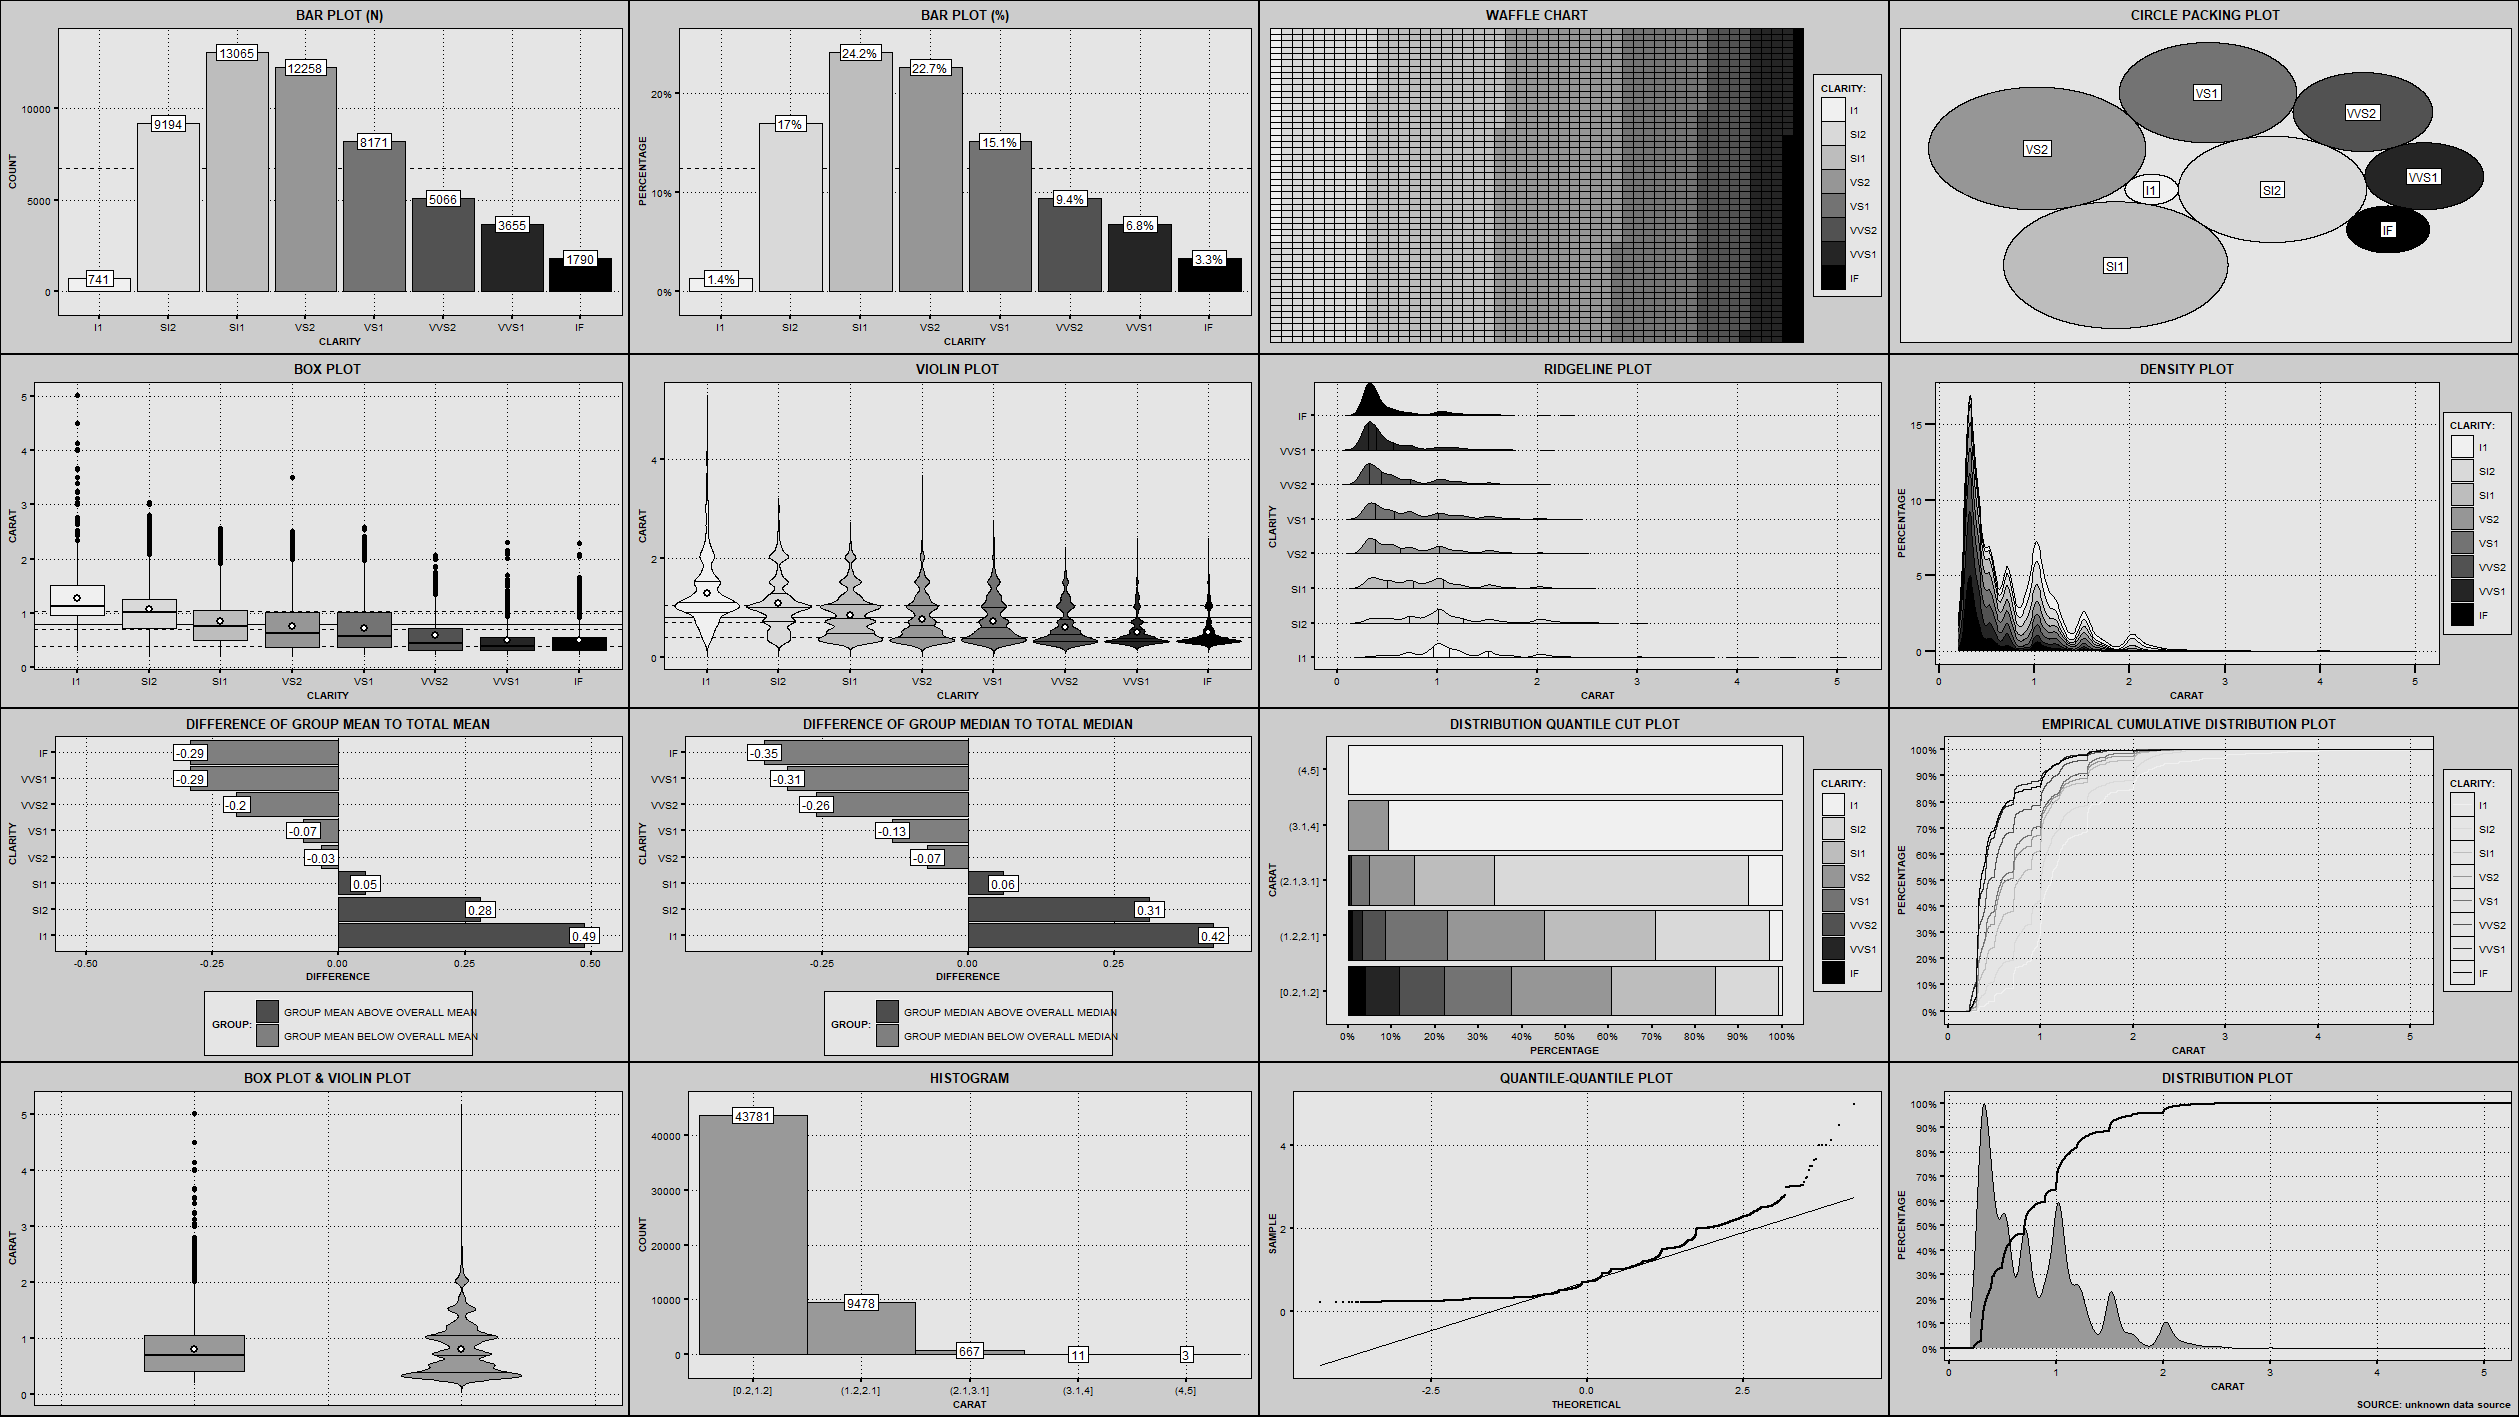 BAR PLOT (N)
COUNT
10000
5000
0
741
9194
13065
12258
8171
5066
3655
1790
I1 SI2 SI1 VS2 VS1 VVS2 VVS1 IF
CLARITY
BAR PLOT (%)
PERCENTAGE
20%
10%
0%
1.4%
17%
24.2%
22.7%
15.1%
9.4%
6.8%
3.3%
I1 SI2 SI1 VS2 VS1 VVS2 VVS1 IF
CLARITY
WAFFLE CHART
CLARITY:
I1
SI2
SI1
VS2
VS1
VVS2
VVS1
IF
CIRCLE PACKING PLOT
VS1
VVS2
VS2
VVS1
I1
SI2
IF
SI1
BOX PLOT
CARAT
5
4
3
2
1
0
I1 SI2 SI1 VS2 VS1 VVS2 VVS1 IF
CLARITY
VIOLIN PLOT
CARAT
4
2
0
I1 SI2 SI1 VS2 VS1 VVS2 VVS1 IF
CLARITY
RIDGELINE PLOT
CLARITY
IF
VVS1
VVS2
VS1
VS2
SI1
SI2
I1
0 1 2 3 4 5
CARAT
DENSITY PLOT
PERCENTAGE
15
10
5
0
0 1 2 3 4 5
CARAT
CLARITY:
I1
SI2
SI1
VS2
VS1
VVS2
VVS1
IF
DIFFERENCE OF GROUP MEAN TO TOTAL MEAN
CLARITY
IF -0.29
VVS1 -0.29
VVS2 -0.2
VS1 -0.07
VS2 -0.03
SI1 0.05
SI2 0.28
I1 0.49
-0.50 -0.25 0.00 0.25 0.50
DIFFERENCE
GROUP:
GROUP MEAN ABOVE OVERALL MEAN
GROUP MEAN BELOW OVERALL MEAN
DIFFERENCE OF GROUP MEDIAN TO TOTAL MEDIAN
CLARITY
IF -0.35
VVS1 -0.31
VVS2 -0.26
VS1 -0.13
VS2 -0.07
SI1 0.06
SI2 0.31
I1 0.42
-0.25 0.00 0.25
DIFFERENCE
GROUP:
GROUP MEDIAN ABOVE OVERALL MEDIAN
GROUP MEDIAN BELOW OVERALL MEDIAN
DISTRIBUTION QUANTILE CUT PLOT
CARAT
(4,5]
(3.1,4]
(2.1,3.1]
(1.2,2.1]
[0.2,1.2]
0% 10% 20% 30% 40% 50% 60% 70% 80% 90% 100%
PERCENTAGE
CLARITY:
I1
SI2
SI1
VS2
VS1
VVS2
VVS1
IF
EMPIRICAL CUMULATIVE DISTRIBUTION PLOT
PERCENTAGE
100%
90%
80%
70%
60%
50%
40%
30%
20%
10%
0%
0 1 2 3 4 5
CARAT
CLARITY:
I1
SI2
SI1
VS2
VS1
VVS2
VVS1
IF
BOX PLOT & VIOLIN PLOT
CARAT
5
4
3
2
1
0
HISTOGRAM
COUNT
40000
30000
20000
10000
0
43781
9478
667
11
3
[0.2,1.2] (1.2,2.1] (2.1,3.1] (3.1,4] (4,5]
CARAT
QUANTILE-QUANTILE PLOT
SAMPLE
4
2
0
-2.5 0.0 2.5
THEORETICAL
DISTRIBUTION PLOT
PERCENTAGE
100%
90%
80%
70%
60%
50%
40%
30%
20%
10%
0%
0 1 2 3 4 5
CARAT
SOURCE: unknown data source